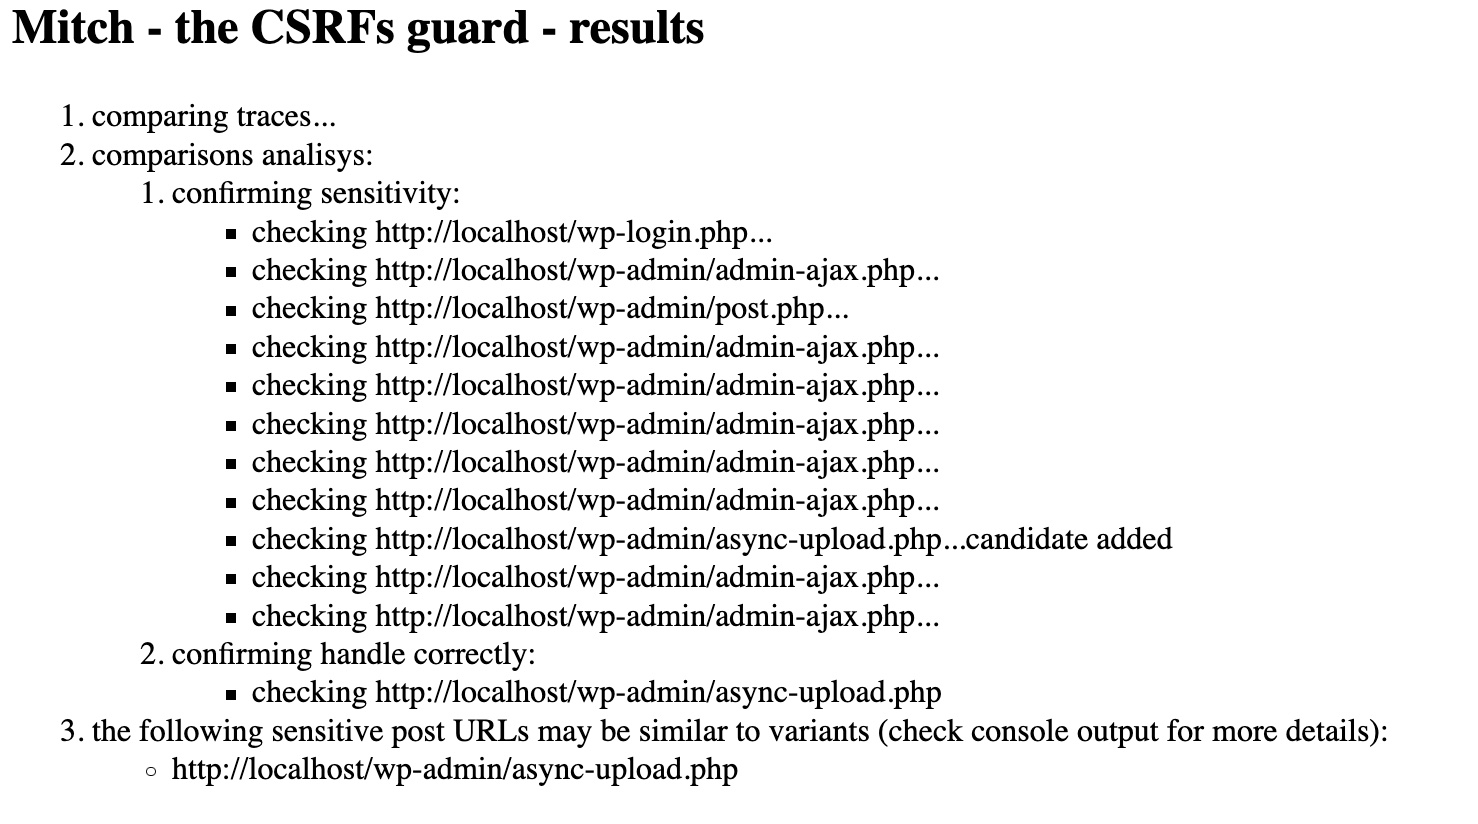 Mitch - the CSRFs guard - results
1. comparing traces...
2. comparisons analisys:
1. confirming sensitivity:
▪ checking http://localhost/wp-login.php...
▪ checking http://localhost/wp-admin/admin-ajax.php...
▪ checking http://localhost/wp-admin/post.php...
▪ checking http://localhost/wp-admin/admin-ajax.php...
▪ checking http://localhost/wp-admin/admin-ajax.php...
▪ checking http://localhost/wp-admin/admin-ajax.php...
▪ checking http://localhost/wp-admin/admin-ajax.php...
▪ checking http://localhost/wp-admin/admin-ajax.php...
▪ checking http://localhost/wp-admin/async-upload.php...candidate added
▪ checking http://localhost/wp-admin/admin-ajax.php...
▪ checking http://localhost/wp-admin/admin-ajax.php...
2. confirming handle correctly:
▪ checking http://localhost/wp-admin/async-upload.php
3. the following sensitive post URLs may be similar to variants (check console output for more details):
○ http://localhost/wp-admin/async-upload.php